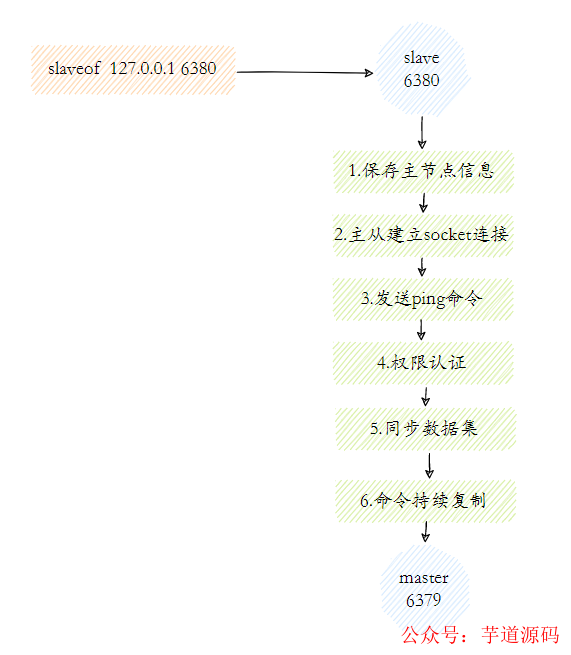 slaveof 127.0.0.1 6380
slave
6380
1.保存主节点信息
2.主从建立socket连接
3.发送ping命令
4.权限认证
5.同步数据集
6.命令持续复制
master
6379
公众号：芋道源码